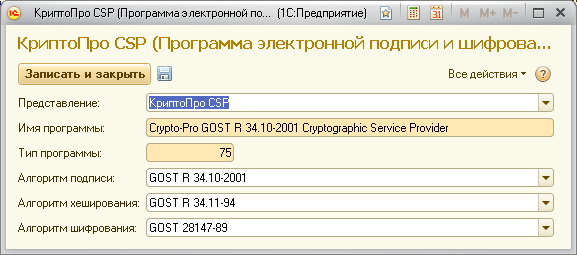 КриптоПро CSP (Программа электронной по... (1С:Предприятие)
M M+ M-
КриптоПро CSP (Программа электронной подписи и шифрова...
Записать и закрыть
Все действия
?
Представление: КриптоПро CSP
Имя программы: Crypto-Pro GOST R 34.10-2001 Cryptographic Service Provider
Тип программы: 75
Алгоритм подписи: GOST R 34.10-2001
Алгоритм хеширования: GOST R 34.11-94
Алгоритм шифрования: GOST 28147-89